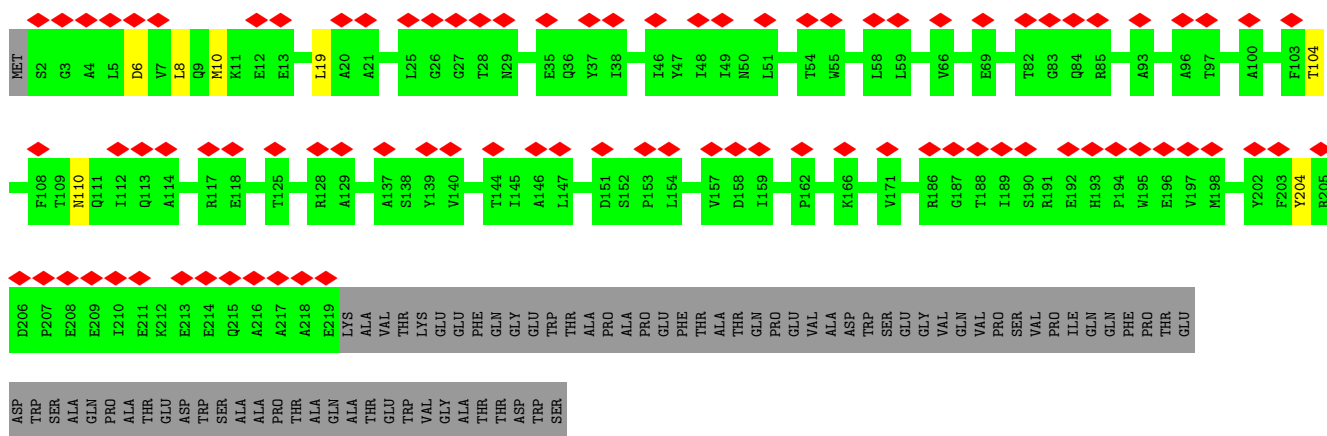 MET S2 G3 A4 L5 D6 V7 L8 Q9 M10 K11 E12 E13 L19 A20 A21 L25 G26 G27 T28 N29 E35 Q36 Y37 I38 I46 Y47 I48 I49 N50 L51 T54 W55 L58 L59 V66 E69 T82 G83 Q84 R85 A93 A96 T97 A100 F103 T104
F108 T109 N110 Q111 I112 Q113 A114 R117 E118 T125 R128 A129 A137 S138 Y139 V140 T144 I145 A146 L147 D151 S152 P153 L154 V157 D158 I159 P162 K166 V171 R186 G187 T188 I189 S190 R191 E192 H193 P194 W195 E196 V197 M198 Y202 F203 Y204 R205
D206 P207 E208 E209 I210 E211 K212 E213 E214 Q215 A216 A217 A218 E219 LYS ALA VAL THR LYS GLU GLU PHE GLN GLY GLU TRP THR ALA PRO ALA PRO GLU PHE THR ALA THR GLN PRO GLU VAL ALA ASP TRP SER GLU GLY VAL GLN VAL PRO SER VAL PRO ILE GLN GLN PHE PRO THR GLU
ASP TRP SER ALA GLN PRO ALA THR GLU ASP TRP SER ALA ALA PRO THR ALA GLN ALA THR GLU TRP VAL GLY ALA THR THR ASP TRP SER